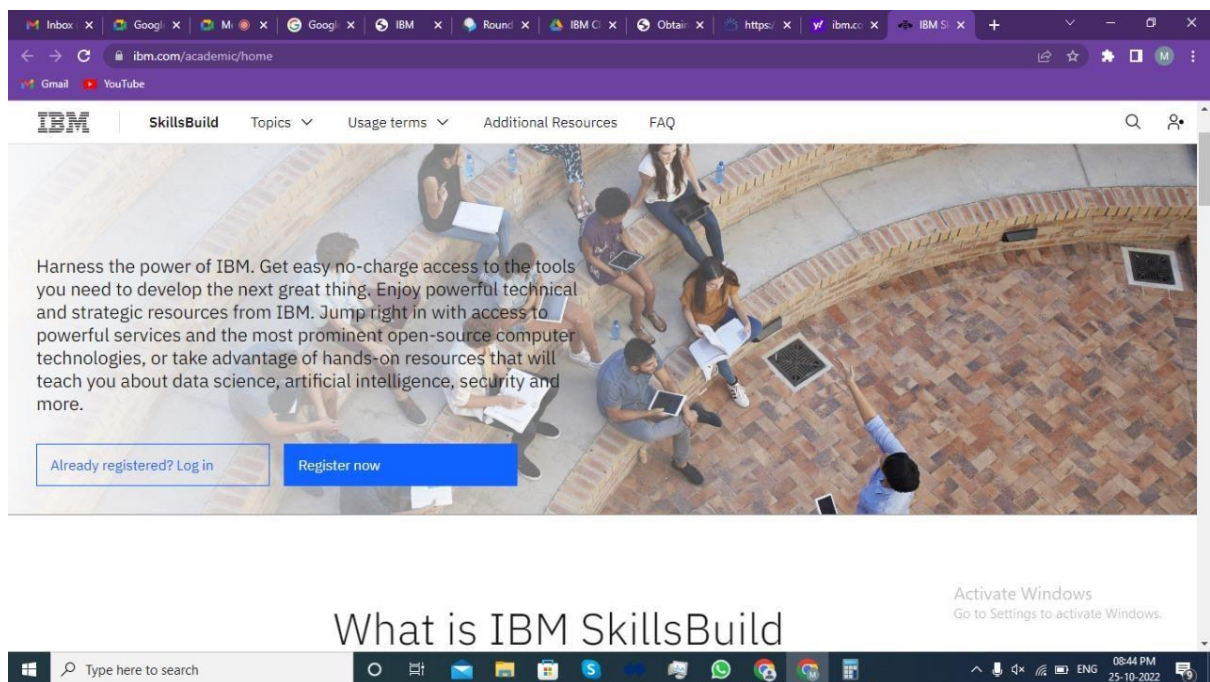 Inbox
Googl
M
Googl
IBM
Round
IBM Cl
Obtair
https:/
ibm.co
IBM S
ibm.com/academic/home
M
Gmail
YouTube
IBM
SkillsBuild
Topics
Usage terms
Additional Resources
FAQ
Harness the power of IBM. Get easy no-charge access to the tools
you need to develop the next great thing. Enjoy powerful technical
and strategic resources from IBM. Jump right in with access to
powerful services and the most prominent open-source computer
technologies, or take advantage of hands-on resources that will
teach you about data science, artificial intelligence, security and
more.
Already registered? Log in
Register now
Activate Windows
Go to Settings to activate Windows.
What is IBM SkillsBuild
Type here to search
ENG
08:44 PM
25-10-2022